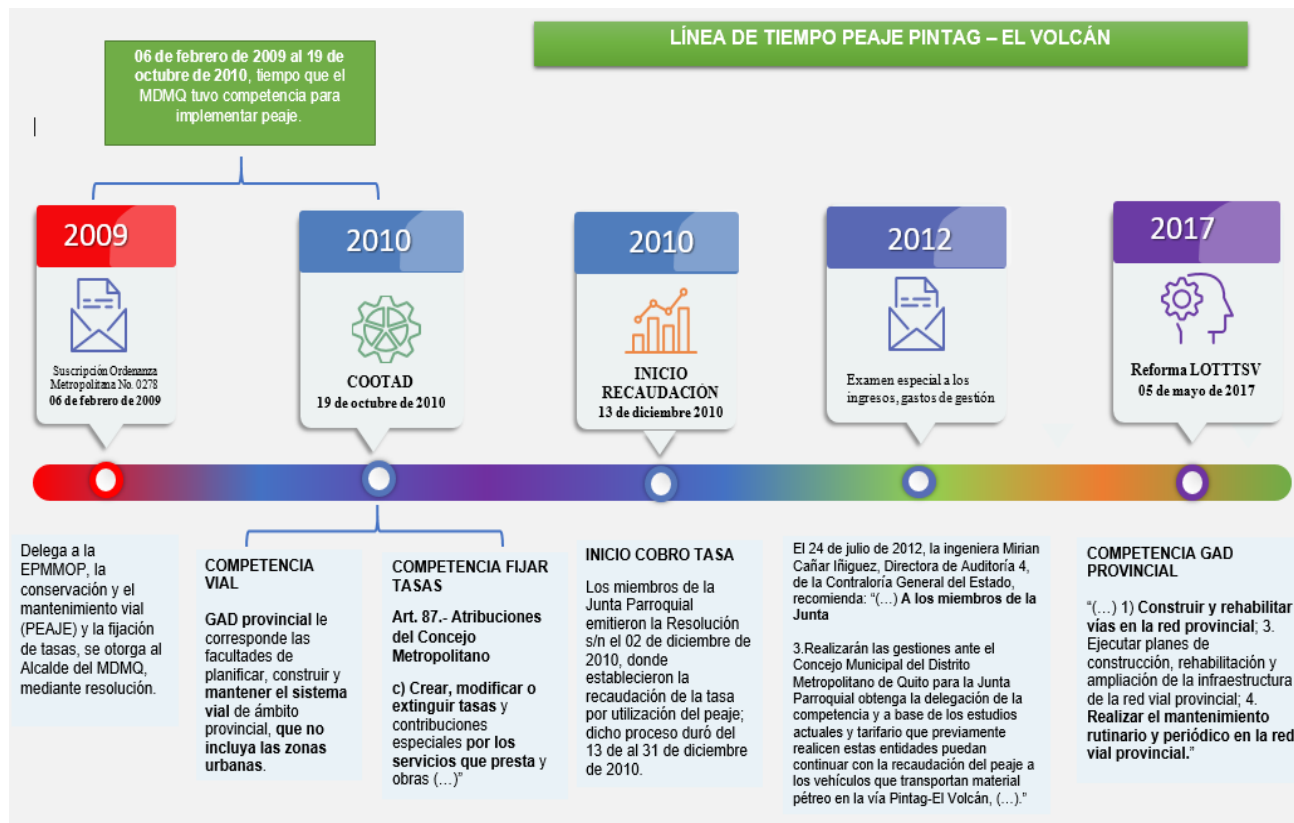 LÍNEA DE TIEMPO PEAJE PINTAG – EL VOLCÁN
06 de febrero de 2009 al 19 de
octubre de 2010, tiempo que el
MDMQ tuvo competencia para
implementar peaje.
2009
Suscripción Ordenanza
Metropolitana No. 0278
06 de febrero de 2009
2010
COOTAD
19 de octubre de 2010
2010
INICIO
RECAUDACIÓN
13 de diciembre 2010
2012
Examen especial a los
ingresos, gastos de gestión
2017
Reforma LOTTTSV
05 de mayo de 2017
Delega a la
EPMMOP, la
conservación y el
mantenimiento vial
(PEAJE) y la fijación
de tasas, se otorga al
Alcalde del MDMQ,
mediante resolución.
COMPETENCIA
VIAL
GAD provincial le
corresponde las
facultades de
planificar, construir y
mantener el sistema
vial de ámbito
provincial, que no
incluya las zonas
urbanas.
COMPETENCIA FIJAR
TASAS
Art. 87.- Atribuciones
del Concejo
Metropolitano
c) Crear, modificar o
extinguir tasas y
contribuciones
especiales por los
servicios que presta y
obras (…)”
INICIO COBRO TASA
Los miembros de la
Junta Parroquial
emitieron la Resolución
s/n el 02 de diciembre de
2010, donde
establecieron la
recaudación de la tasa
por utilización del peaje;
dicho proceso duró del
13 de al 31 de diciembre
de 2010.
El 24 de julio de 2012, la ingeniera Mirian
Cañar Iñiguez, Directora de Auditoría 4,
de la Contraloría General del Estado,
recomienda: “(…) A los miembros de la
Junta
3.Realizarán las gestiones ante el
Concejo Municipal del Distrito
Metropolitano de Quito para la Junta
Parroquial obtenga la delegación de la
competencia y a base de los estudios
actuales y tarifario que previamente
realicen estas entidades puedan
continuar con la recaudación del peaje a
los vehículos que transportan material
pétreo en la vía Pintag-El Volcán, (…).”
COMPETENCIA GAD
PROVINCIAL
“(…) 1) Construir y rehabilitar
vías en la red provincial; 3.
Ejecutar planes de
construcción, rehabilitación y
ampliación de la infraestructura
de la red vial provincial; 4.
Realizar el mantenimiento
rutinario y periódico en la red
vial provincial.”